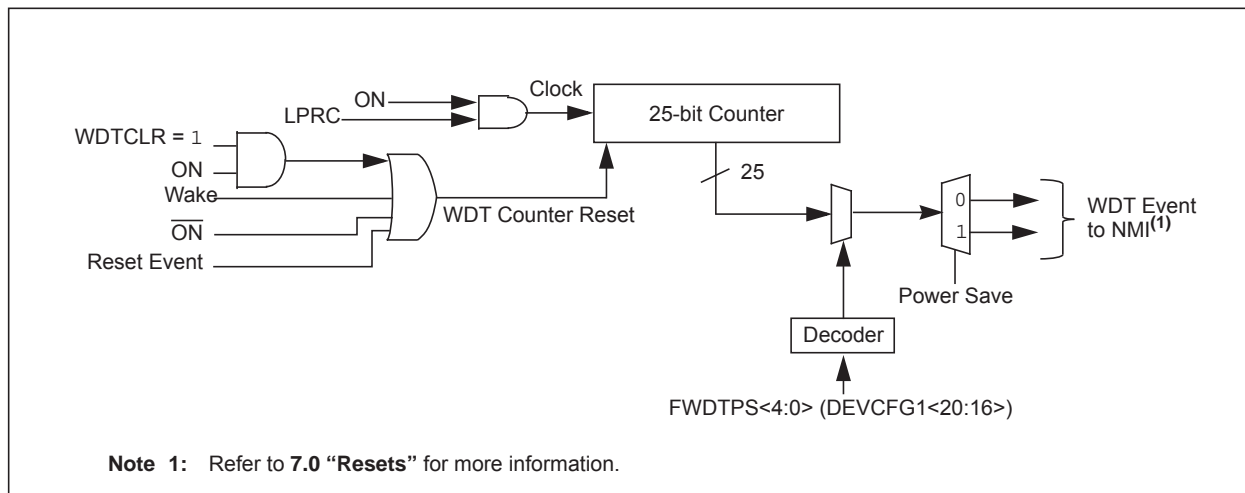 ON
Clock
LPRC
25-bit Counter
WDTCLR = 1
ON
Wake
25
0
WDT Event
to NMI(1)
WDT Counter Reset
1
O̅N̅
Reset Event
Power Save
Decoder
FWDTPS<4:0> (DEVCFG1<20:16>)
Note 1: Refer to 7.0 “Resets” for more information.